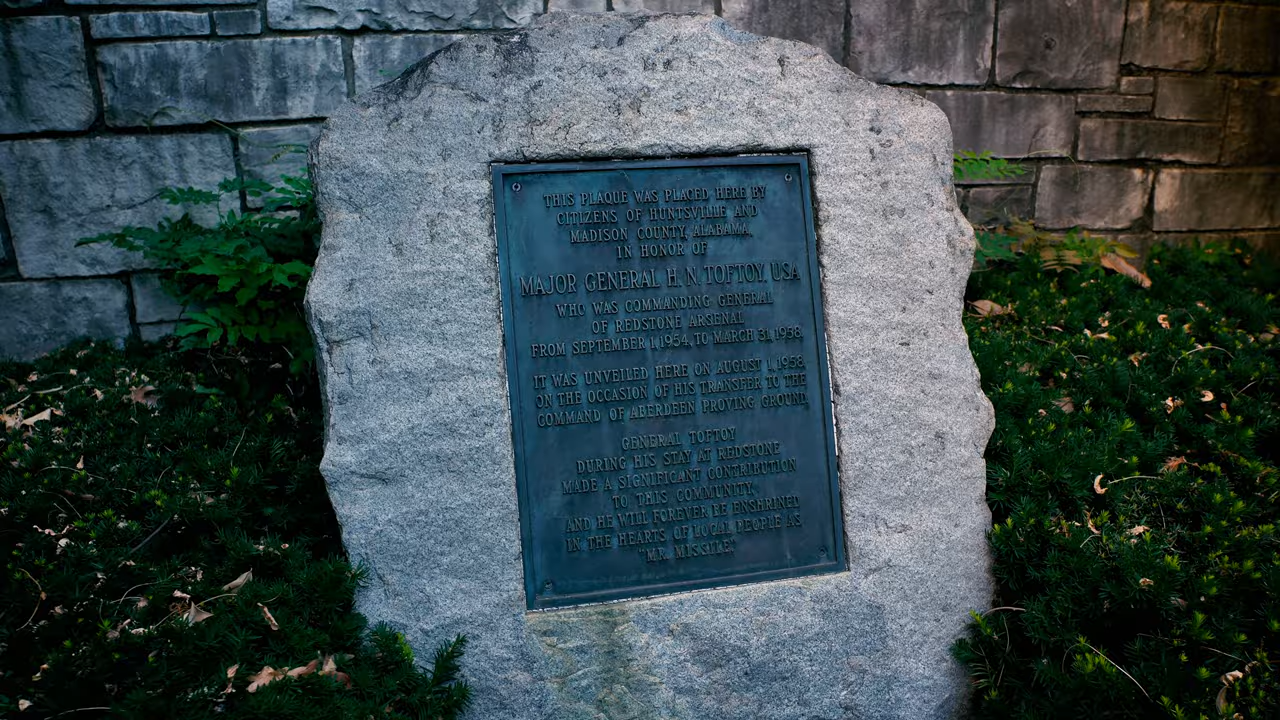 THIS PLAQUE WAS PLACED HERE BY
CITIZENS OF HUNTSVILLE AND
MADISON COUNTY, ALABAMA,
IN HONOR OF
MAJOR GENERAL H. N. TOFTOY, USA
WHO WAS COMMANDING GENERAL
OF REDSTONE ARSENAL
FROM SEPTEMBER 1, 1954, TO MARCH 31, 1958
IT WAS UNVEILED HERE ON AUGUST 1, 1958
ON THE OCCASION OF HIS TRANSFER TO THE
COMMAND OF ABERDEEN PROVING GROUND
GENERAL TOFTOY
DURING HIS STAY AT REDSTONE
MADE A SIGNIFICANT CONTRIBUTION
TO THIS COMMUNITY
AND HE WILL FOREVER BE ENSHRINED
IN THE HEARTS OF LOCAL PEOPLE AS
"MR. MISSILE"